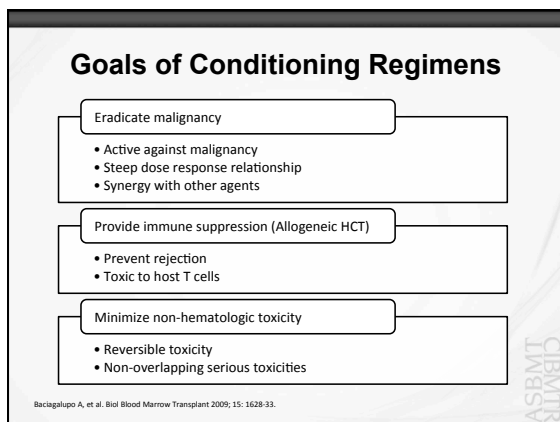 Goals of Conditioning Regimens
Eradicate malignancy
• Active against malignancy
• Steep dose response relationship
• Synergy with other agents
Provide immune suppression (Allogeneic HCT)
• Prevent rejection
• Toxic to host T cells
Minimize non-hematologic toxicity
• Reversible toxicity
• Non-overlapping serious toxicities
Baciagalupo A, et al. Biol Blood Marrow Transplant 2009; 15: 1628-33.
ASBMT
CIBMTR